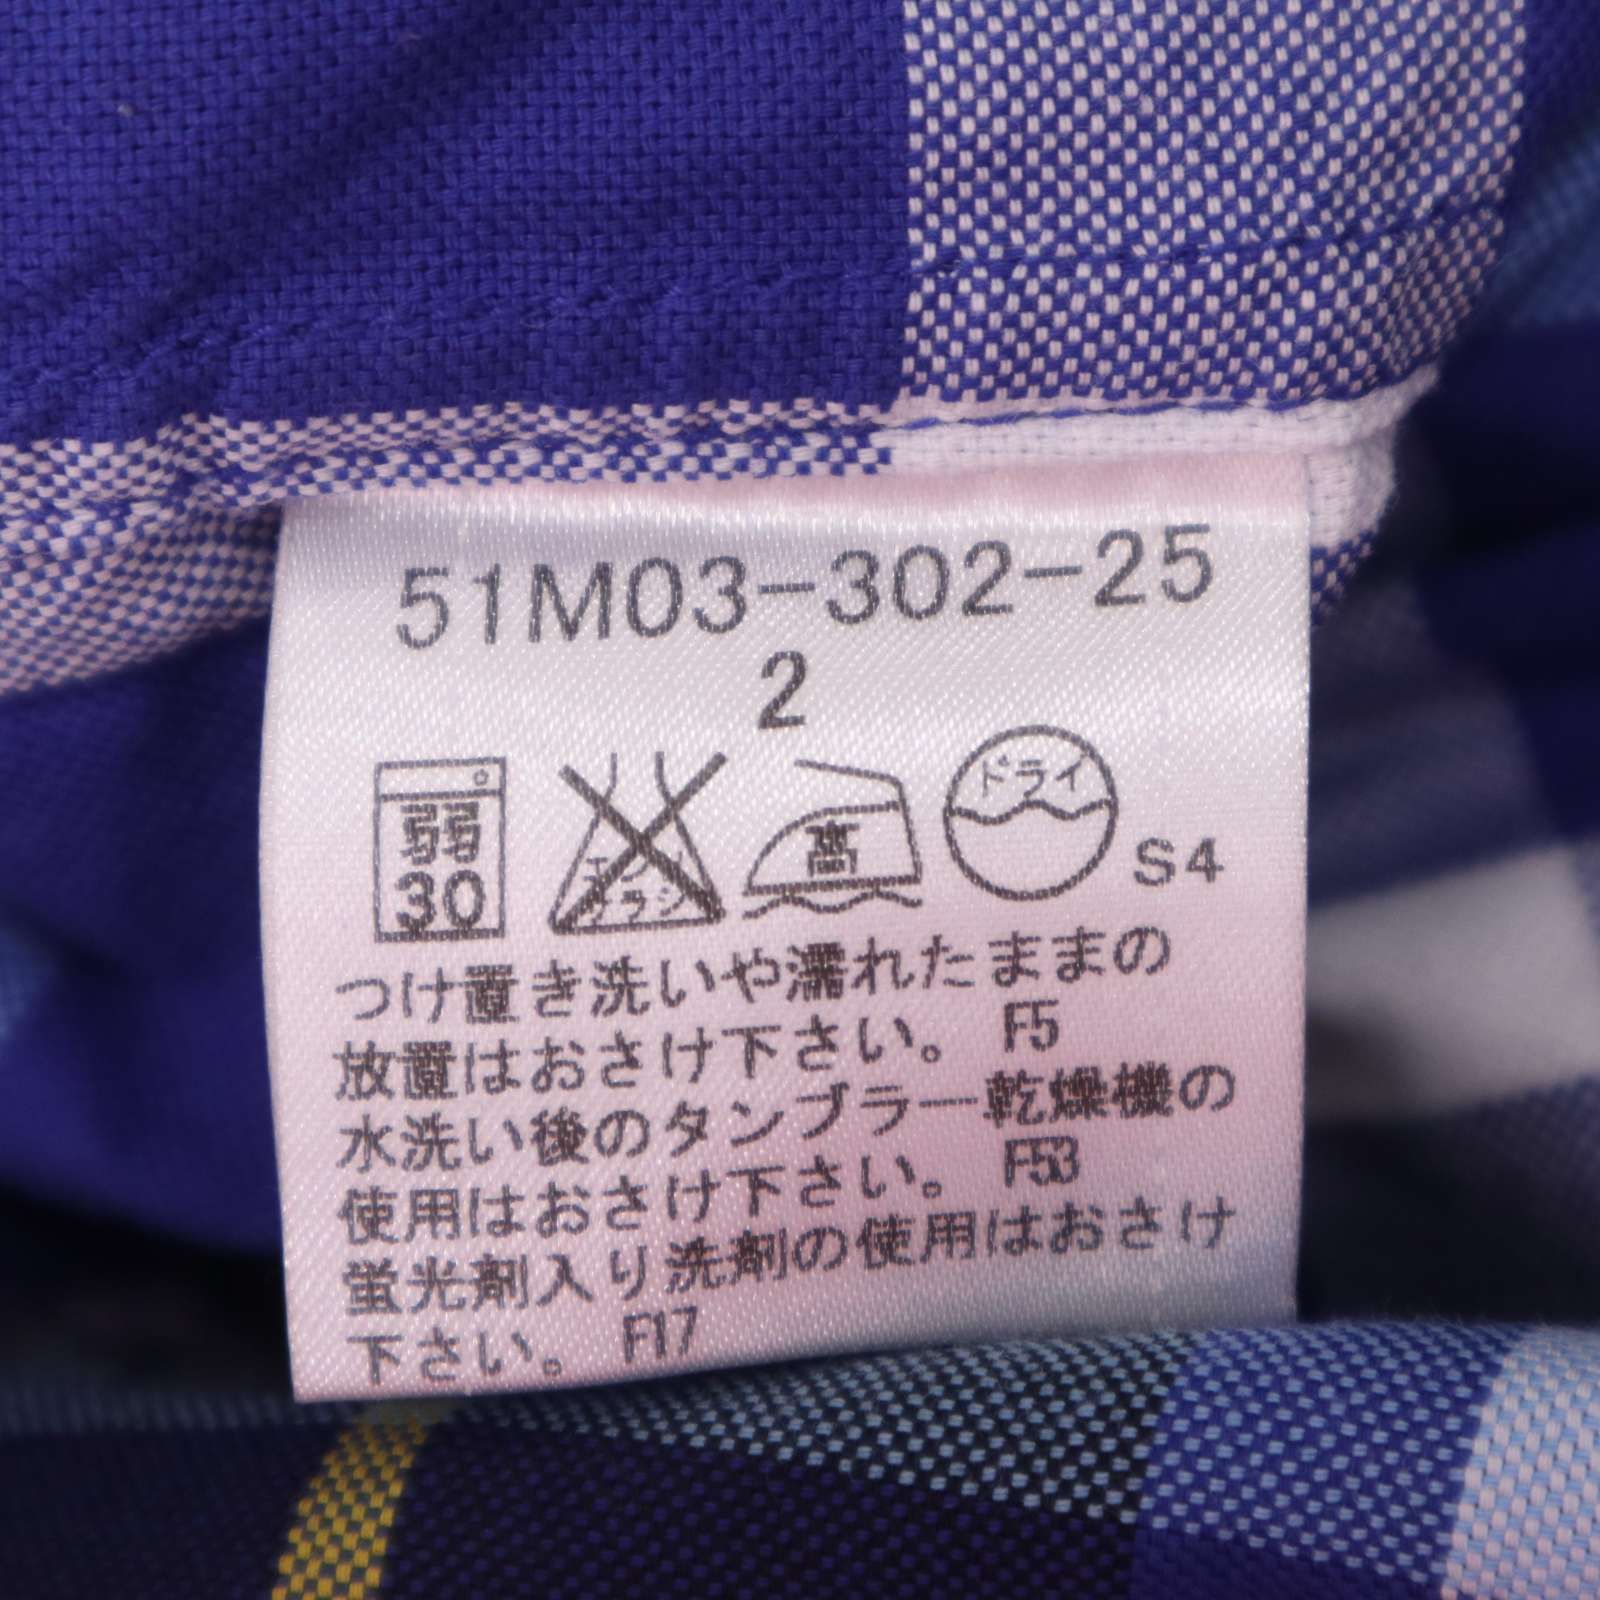 51M03-302-25
2
弱 30 エンソ サラシ 高 ドライ S4
つけ置き洗いや濡れたままの
放置はおさけ下さい。 F5
水洗い後のタンブラー乾燥機の
使用はおさけ下さい。 F53
蛍光剤入り洗剤の使用はおさけ
下さい。 F17